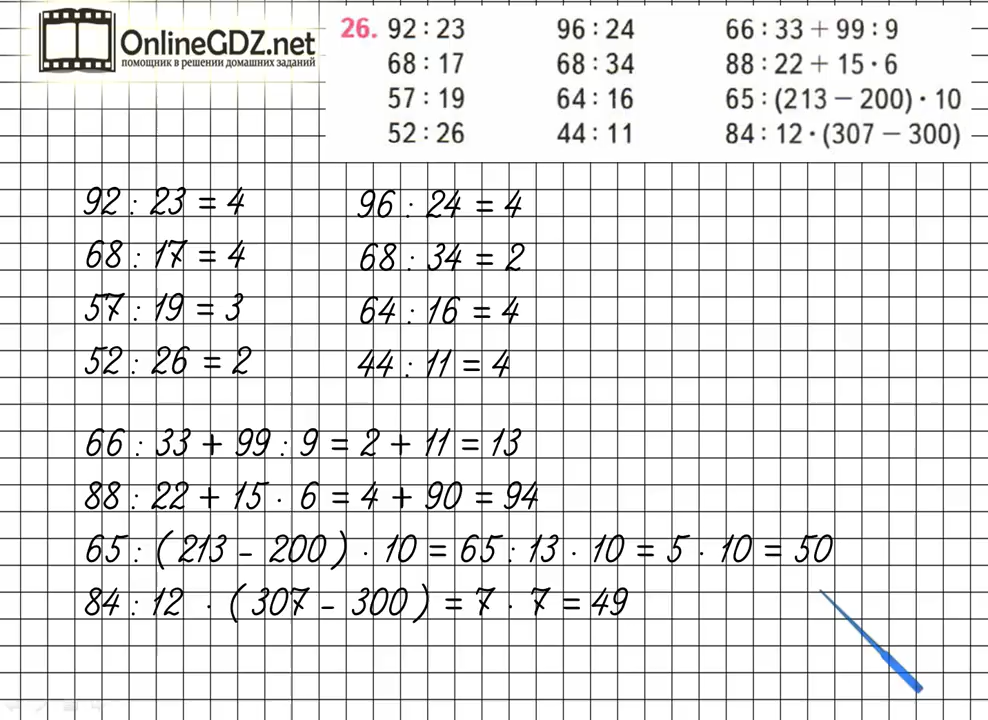 OnlineGDZ.net
помощник в решении домашних заданий
26. 92 : 23 96 : 24 66 : 33 + 99 : 9
68 : 17 68 : 34 88 : 22 + 15 · 6
57 : 19 64 : 16 65 : (213 − 200) · 10
52 : 26 44 : 11 84 : 12 · (307 − 300)
92 : 23 = 4 96 : 24 = 4
68 : 17 = 4 68 : 34 = 2
57 : 19 = 3 64 : 16 = 4
52 : 26 = 2 44 : 11 = 4
66 : 33 + 99 : 9 = 2 + 11 = 13
88 : 22 + 15 · 6 = 4 + 90 = 94
65 : ( 213 - 200 ) · 10 = 65 : 13 · 10 = 5 · 10 = 50
84 : 12 · ( 307 - 300 ) = 7 · 7 = 49